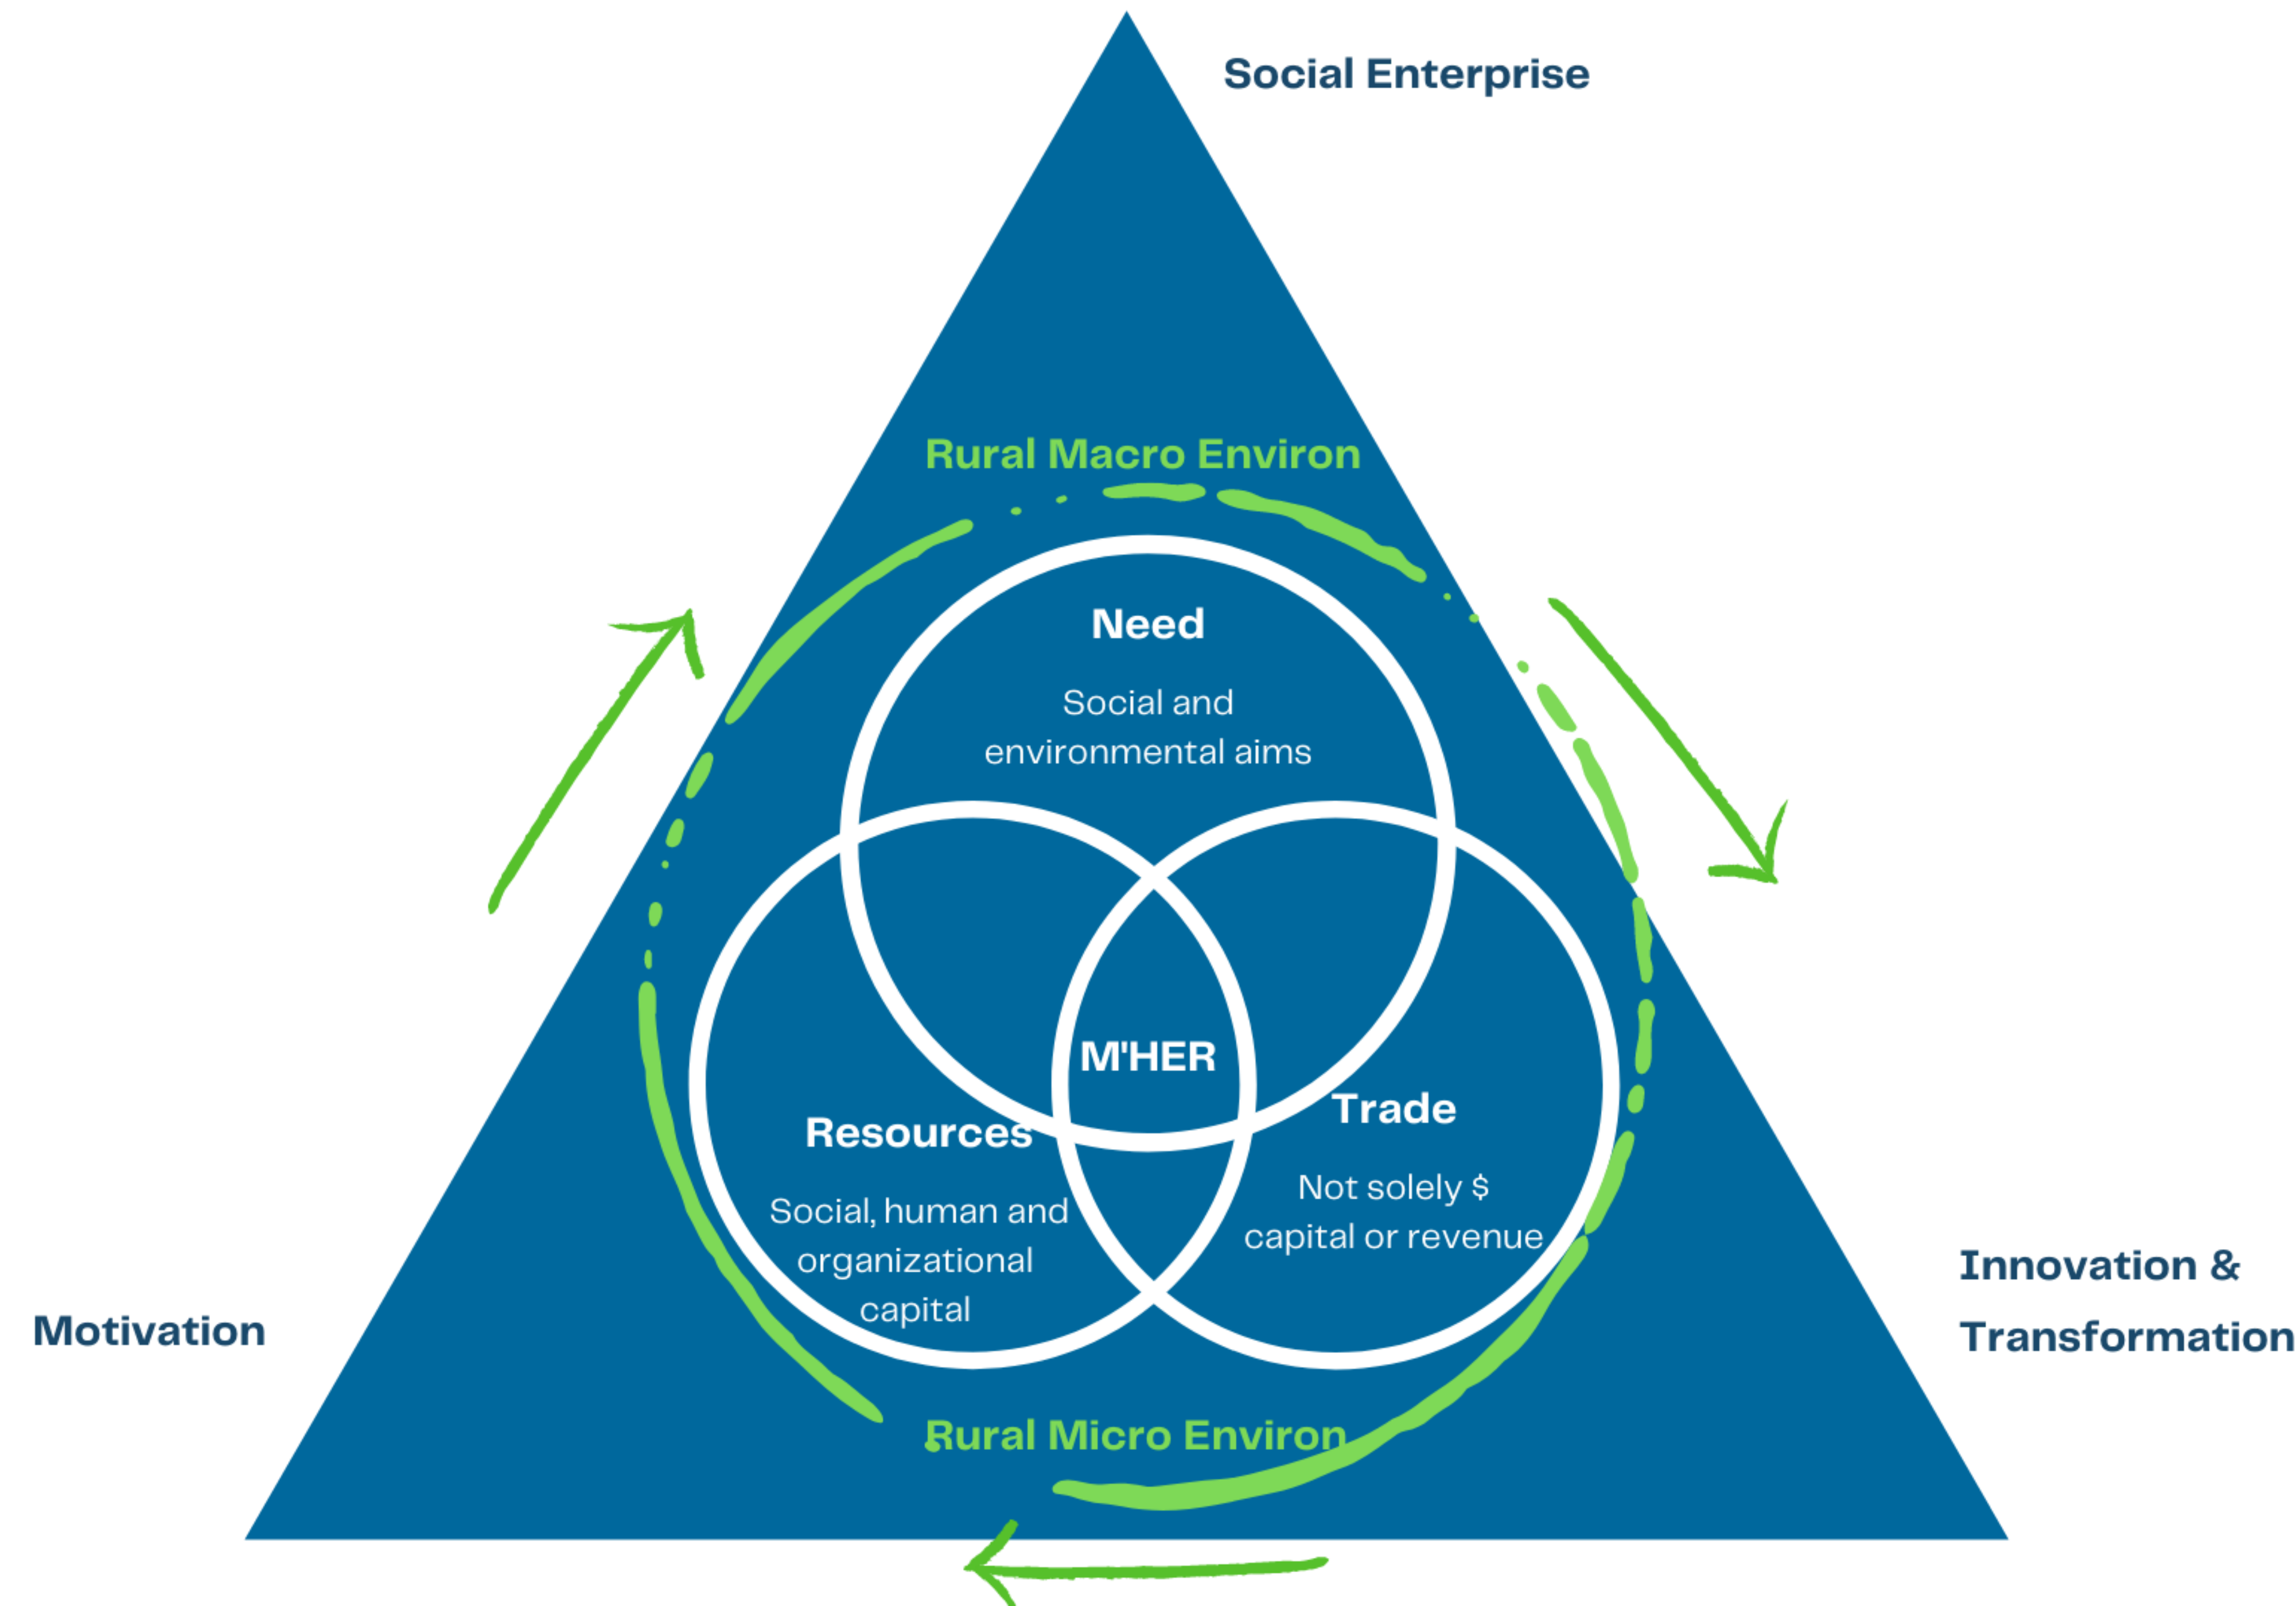 Social Enterprise
Rural Macro Environ
Need
Social and
environmental aims
M'HER
Resources
Social, human and
organizational
capital
Trade
Not solely $
capital or revenue
Motivation
Innovation &
Transformation
Rural Micro Environ